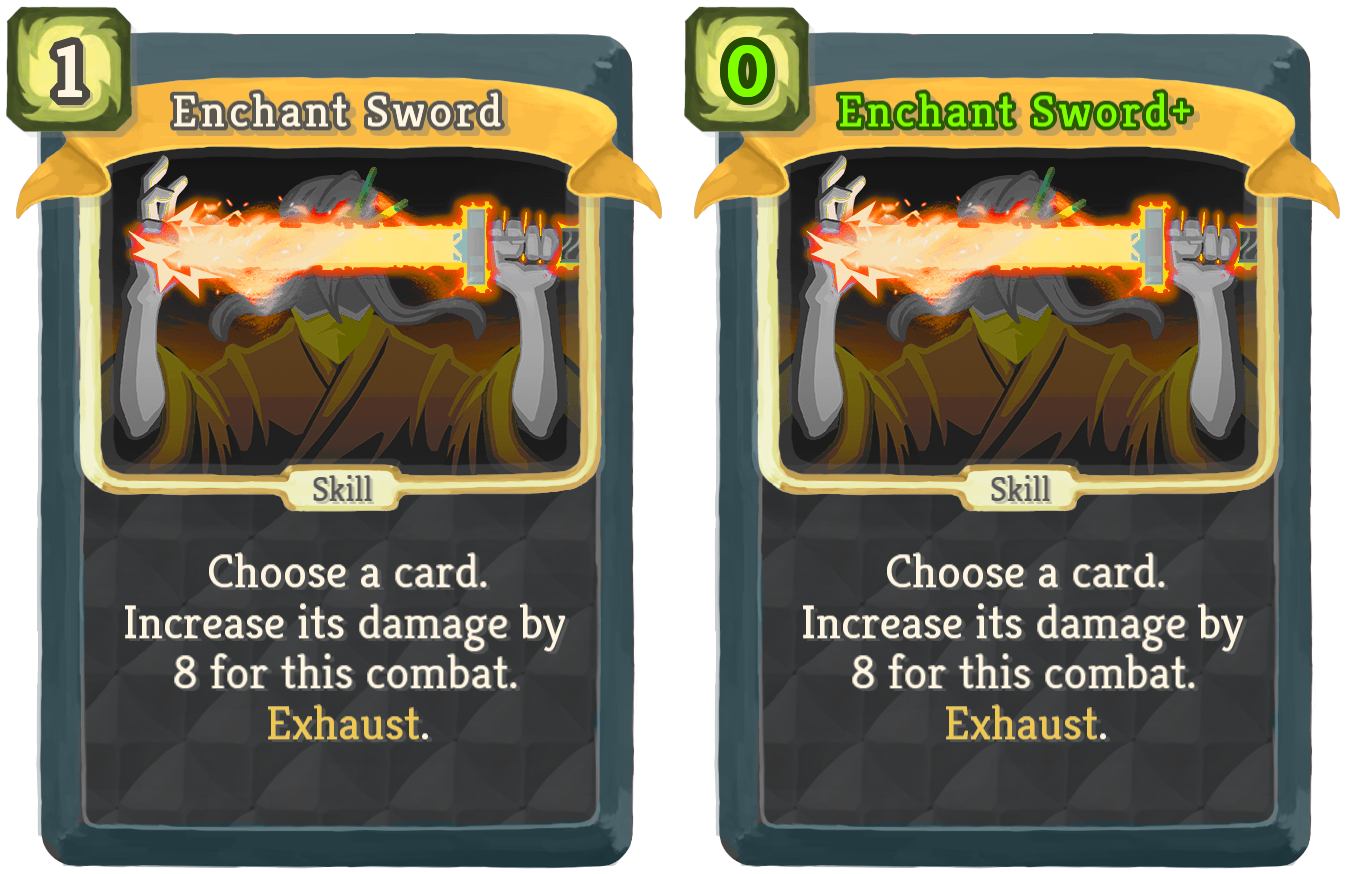 1
Enchant Sword
Skill
Choose a card.
Increase its damage by
8 for this combat.
Exhaust.
0
Enchant Sword+
Skill
Choose a card.
Increase its damage by
8 for this combat.
Exhaust.